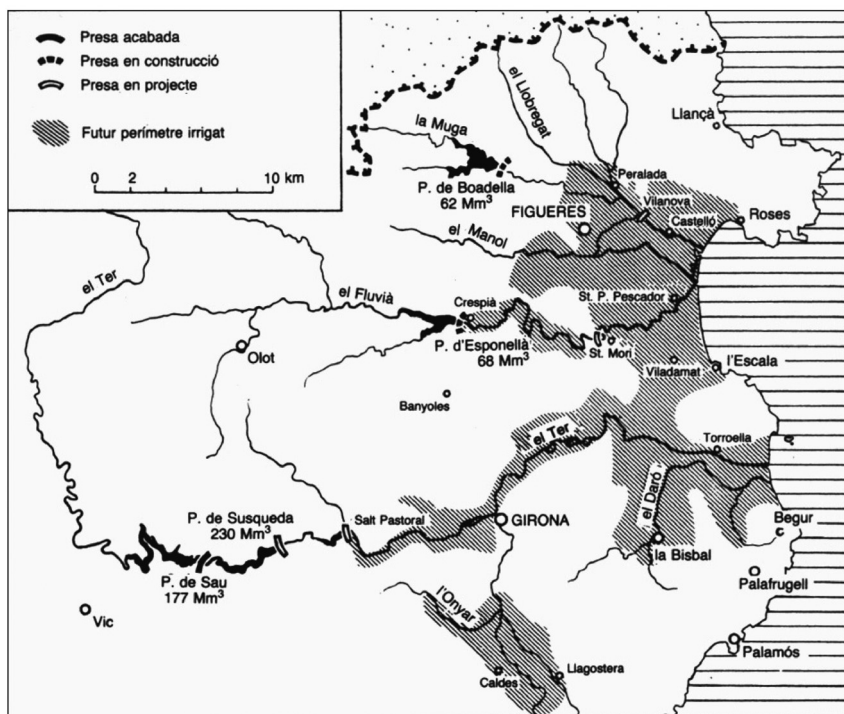 Presa acabada
Presa en construcció
Presa en projecte
Futur perímetre irrigat
0 2 10 km
el Llobregat
Llançà
la Muga
Peralada
P. de Boadella
62 Mm³
Vilanova
FIGUERES
Castelló
Roses
el Manol
el Ter
el Fluvià
Crespià
St. P. Pescador
P. d'Esponellà
68 Mm³
St. Mori
Olot
Viladamat
l'Escala
Banyoles
el Ter
Torroella
el Daró
P. de Susqueda
230 Mm³
Salt Pastoral
GIRONA
Begur
la Bisbal
P. de Sau
177 Mm³
Palafrugell
Vic
l'Onyar
Palamós
Caldes
Llagostera